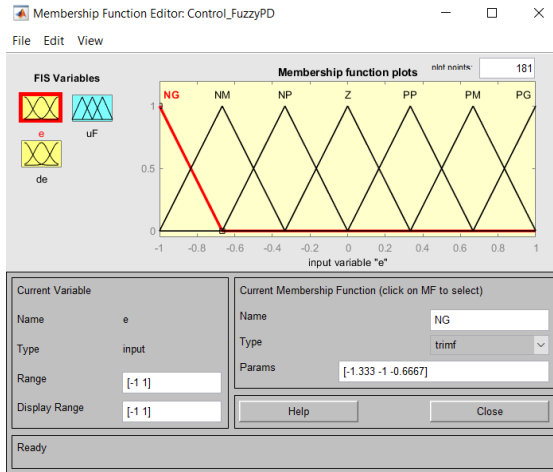 Membership Function Editor: Control_FuzzyPD
File Edit View
FIS Variables
Membership function plots
plot points:
181
e
uF
de
NG NM NP Z PP PM PG
1
0.5
0
-1 -0.8 -0.6 -0.4 -0.2 0 0.2 0.4 0.6 0.8 1
input variable "e"
Current Variable
Name e
Type input
Range [-1 1]
Display Range [-1 1]
Current Membership Function (click on MF to select)
Name NG
Type trimf
Params [-1.333 -1 -0.6667]
Help Close
Ready